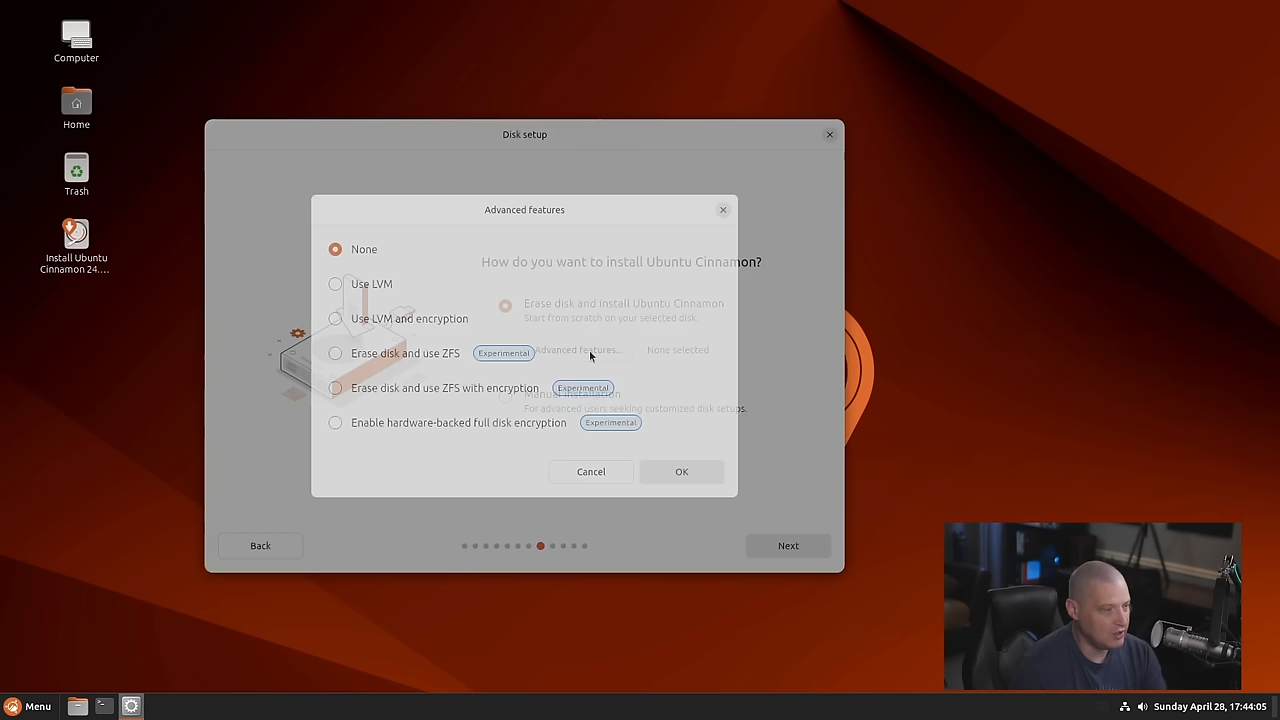 Computer
Home
Trash
Install Ubuntu
Cinnamon 24....
Disk setup
Advanced features
None
Use LVM
Use LVM and encryption
Erase disk and use ZFS Experimental
Erase disk and use ZFS with encryption Experimental
Enable hardware-backed full disk encryption Experimental
Cancel
OK
How do you want to install Ubuntu Cinnamon?
Erase disk and install Ubuntu Cinnamon
Start from scratch on your selected disk.
Advanced features...
None selected
Manual installation
For advanced users seeking customized disk setups.
Back
Next
Menu
Sunday April 28, 17:44:05